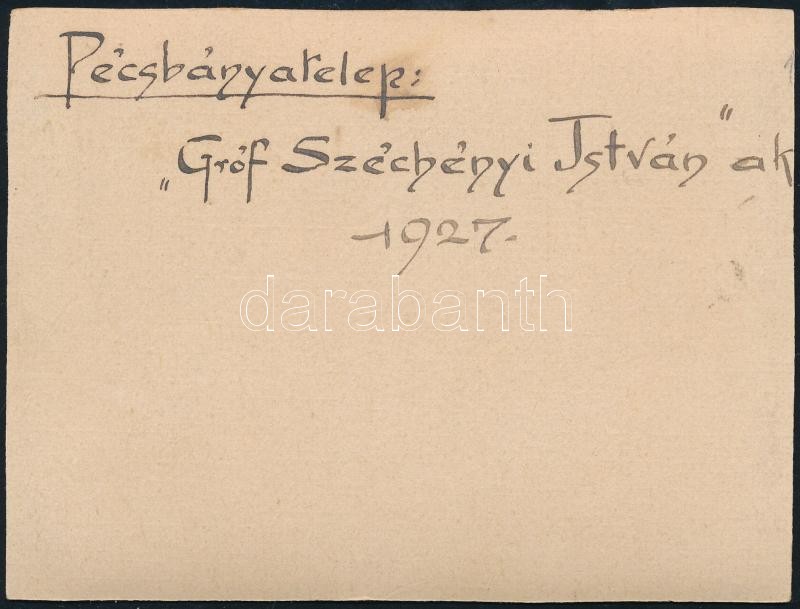 Pécsbányatelep:
„Gróf Széchényi István” ak
1927.
darabanth